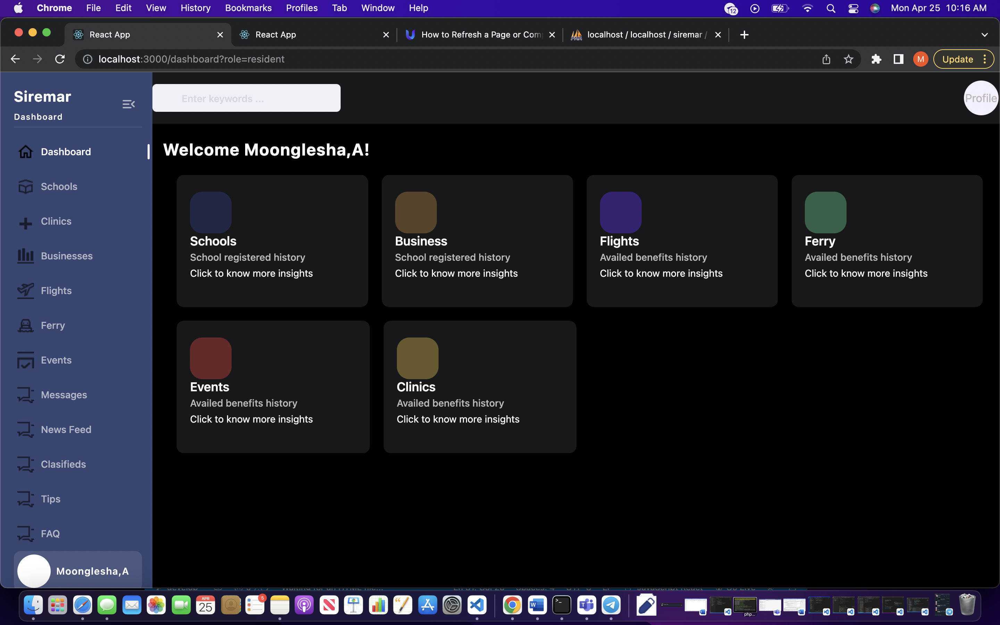 Chrome File Edit View History Bookmarks Profiles Tab Window Help 12 Mon Apr 25 10:16 AM
React App React App How to Refresh a Page or Com localhost / localhost / siremar /
localhost:3000/dashboard?role=resident M Update
Siremar
Dashboard
Enter keywords ...
Profile
Dashboard
Schools
Clinics
Businesses
Flights
Ferry
Events
Messages
News Feed
Clasifieds
Tips
FAQ
Moonglesha,A
Welcome Moonglesha,A!
Schools
School registered history
Click to know more insights
Business
School registered history
Click to know more insights
Flights
Availed benefits history
Click to know more insights
Ferry
Availed benefits history
Click to know more insights
Events
Availed benefits history
Click to know more insights
Clinics
Availed benefits history
Click to know more insights
APR
25
5
php...